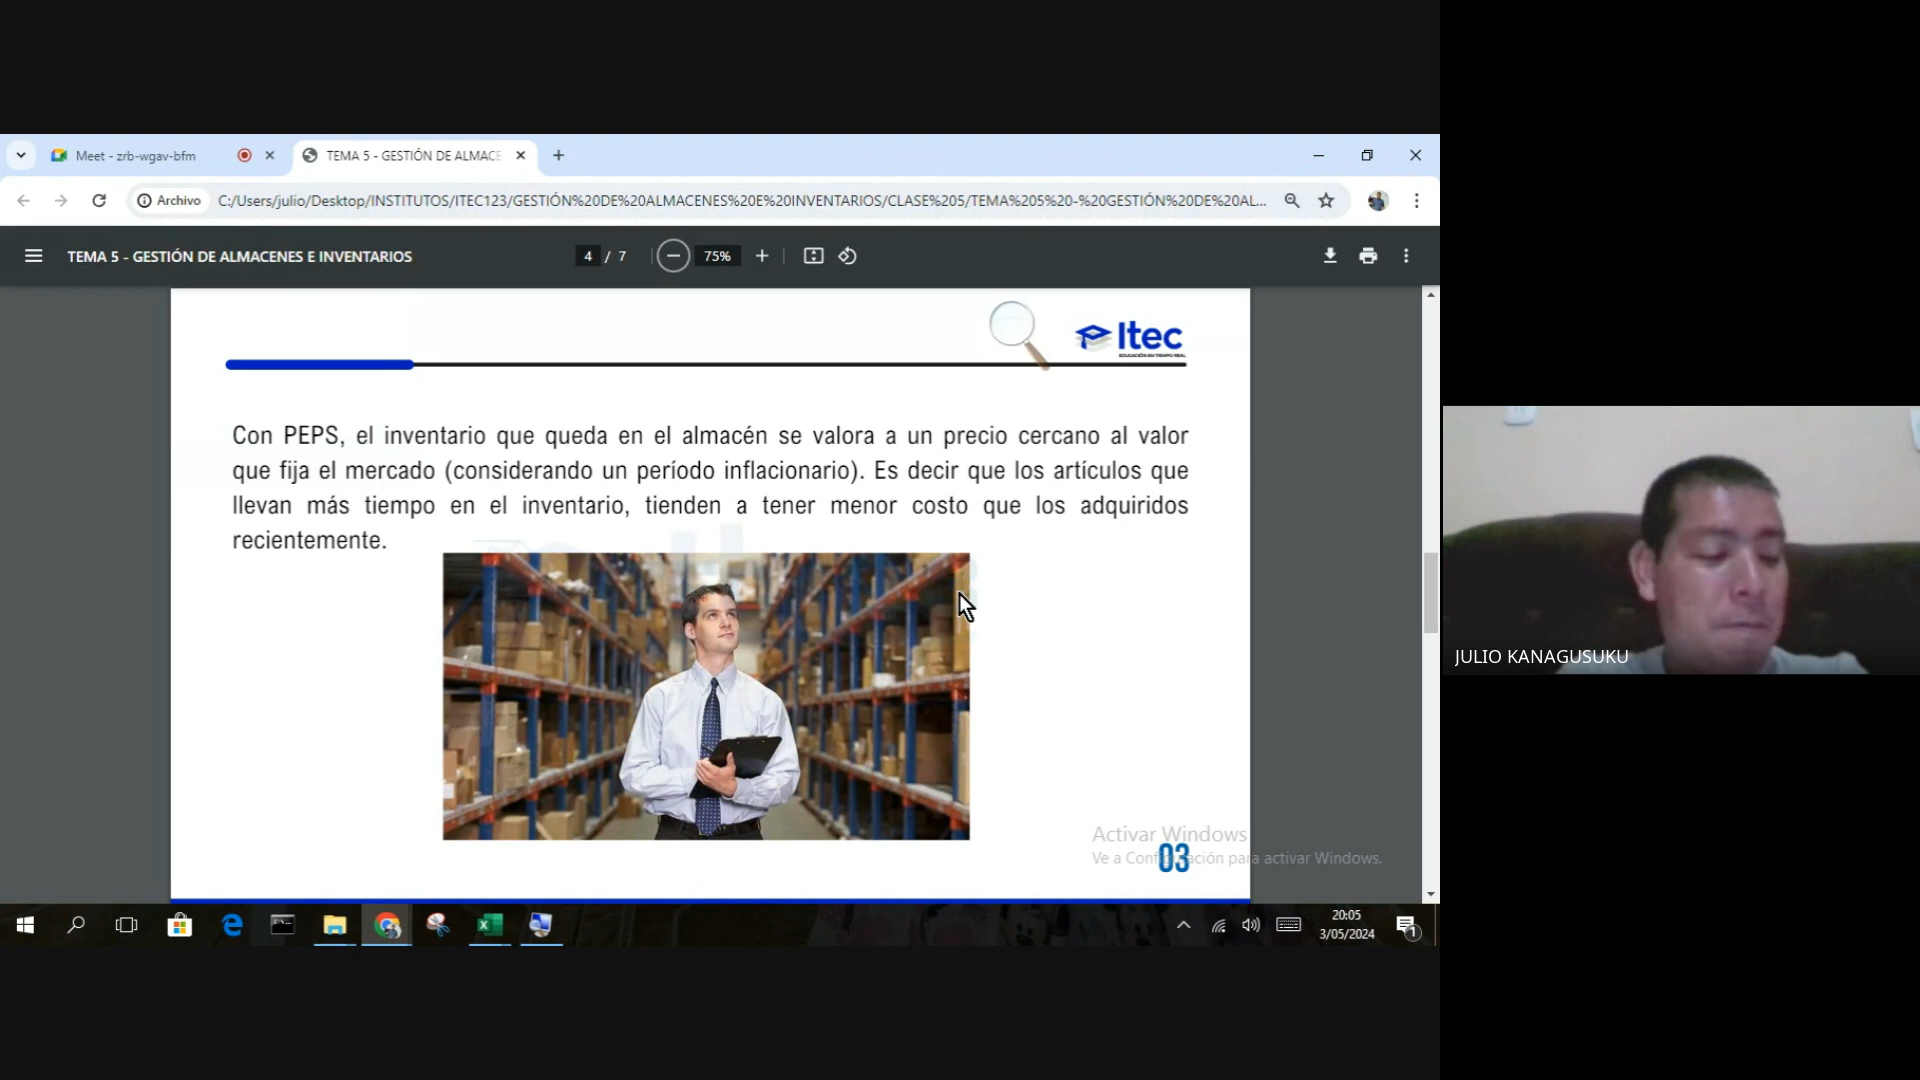 Meet - zrb-wgav-bfm
TEMA 5 - GESTIÓN DE ALMACE
Archivo
C:/Users/julio/Desktop/INSTITUTOS/ITEC123/GESTIÓN%20DE%20ALMACENES%20E%20INVENTARIOS/CLASE%205/TEMA%205%20-%20GESTIÓN%20DE%20AL...
TEMA 5 - GESTIÓN DE ALMACENES E INVENTARIOS
4 / 7
75%
Itec
EDUCACIÓN EN TIEMPO REAL
Con PEPS, el inventario que queda en el almacén se valora a un precio cercano al valor
que fija el mercado (considerando un período inflacionario). Es decir que los artículos que
llevan más tiempo en el inventario, tienden a tener menor costo que los adquiridos
recientemente.
JULIO KANAGUSUKU
Activar Windows
Ve a Configuración para activar Windows.
03
20:05
3/05/2024
1